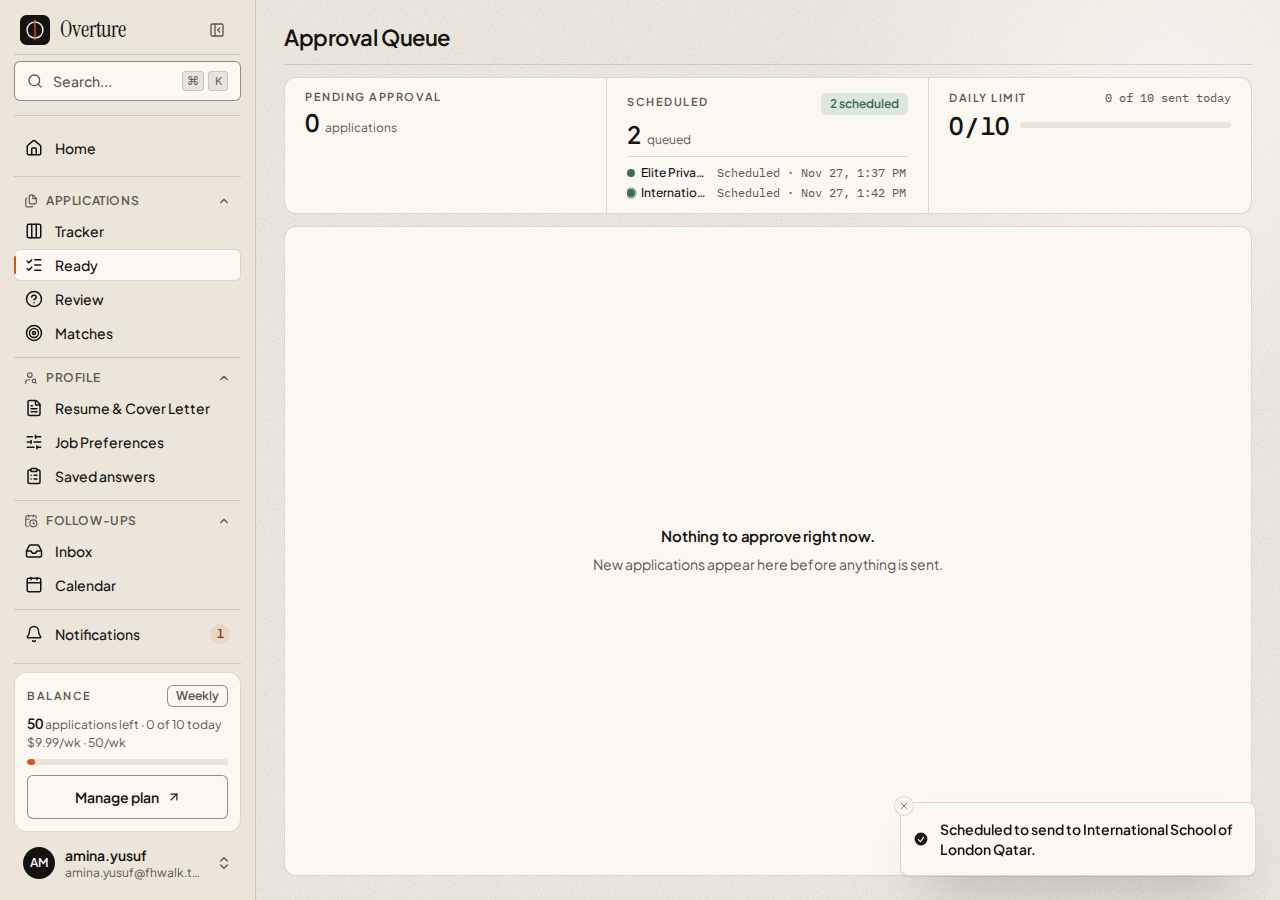 Overture
Search...
⌘ K
Home
APPLICATIONS
Tracker
Ready
Review
Matches
PROFILE
Resume & Cover Letter
Job Preferences
Saved answers
FOLLOW-UPS
Inbox
Calendar
Notifications
1
BALANCE
Weekly
50 applications left · 0 of 10 today
$9.99/wk · 50/wk
Manage plan
AM
amina.yusuf
amina.yusuf@fhwalk.t...
Approval Queue
PENDING APPROVAL
0 applications
SCHEDULED
2 scheduled
2 queued
Elite Priva... Scheduled · Nov 27, 1:37 PM
Internatio... Scheduled · Nov 27, 1:42 PM
DAILY LIMIT
0 of 10 sent today
0/10
Nothing to approve right now.
New applications appear here before anything is sent.
Scheduled to send to International School of
London Qatar.